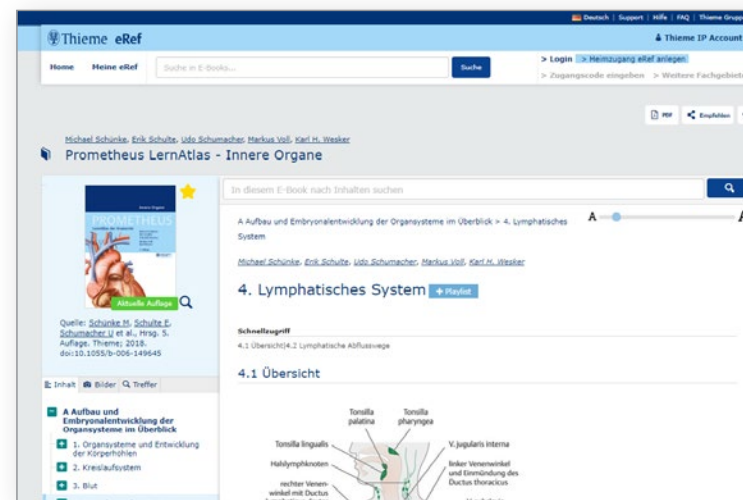 Deutsch | Support | Hilfe | FAQ | Thieme Grupp
Thieme eRef
Thieme IP Account
Home Meine eRef Suche in E-Books... Suche
> Login > Heimzugang eRef anlegen
> Zugangscode eingeben > Weitere Fachgebiet
PDF Empfehlen
Michael Schünke, Erik Schulte, Udo Schumacher, Markus Voll, Karl H. Wesker
Prometheus LernAtlas - Innere Organe
PROMETHEUS
Aktuelle Auflage
Quelle: Schünke M, Schulte E,
Schumacher U et al., Hrsg. 5.
Auflage. Thieme; 2018.
doi:10.1055/b-006-149645
Inhalt Bilder Treffer
A Aufbau und
Embryonalentwicklung der
Organsysteme im Überblick
1. Organsysteme und Entwicklung
der Körperhöhlen
2. Kreislaufsystem
3. Blut
In diesem E-Book nach Inhalten suchen
A Aufbau und Embryonalentwicklung der Organsysteme im Überblick > 4. Lymphatisches
System
A A
Michael Schünke, Erik Schulte, Udo Schumacher, Markus Voll, Karl H. Wesker
4. Lymphatisches System + Playlist
Schnellzugriff
4.1 Übersicht|4.2 Lymphatische Abflusswege
4.1 Übersicht
Tonsilla
palatina
Tonsilla
pharyngea
Tonsilla lingualis
V. jugularis interna
Halslymphknoten
linker Venenwinkel
und Einmündung des
Ductus thoracicus
rechter Venen-
winkel mit Ductus